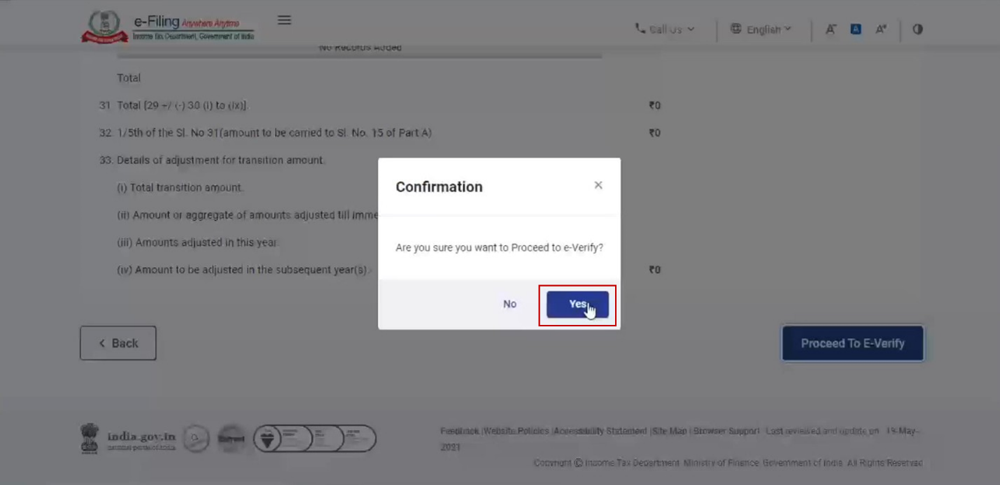 e-Filing Anywhere Anytime
Income Tax Department, Government of India
Call Us
English
A-
A
A+
No Records Added
Total
31. Total [29 +/ (-) 30 (i) to (ix)].
₹0
32. 1/5th of the Sl. No 31(amount to be carried to Sl. No. 15 of Part A)
₹0
33. Details of adjustment for transition amount.
(i) Total transition amount.
(ii) Amount or aggregate of amounts adjusted till imme
(iii) Amounts adjusted in this year.
(iv) Amount to be adjusted in the subsequent year(s).
₹0
Confirmation
×
Are you sure you want to Proceed to e-Verify?
No
Yes
< Back
Proceed To E-Verify
india.gov.in
national portal of india
Feedback |Website Policies |Accessibility Statement |Site Map |Browser Support Last reviewed and update on : 19-May-
2021
Copyright © Income Tax Department, Ministry of Finance, Government of India. All Rights Reserved